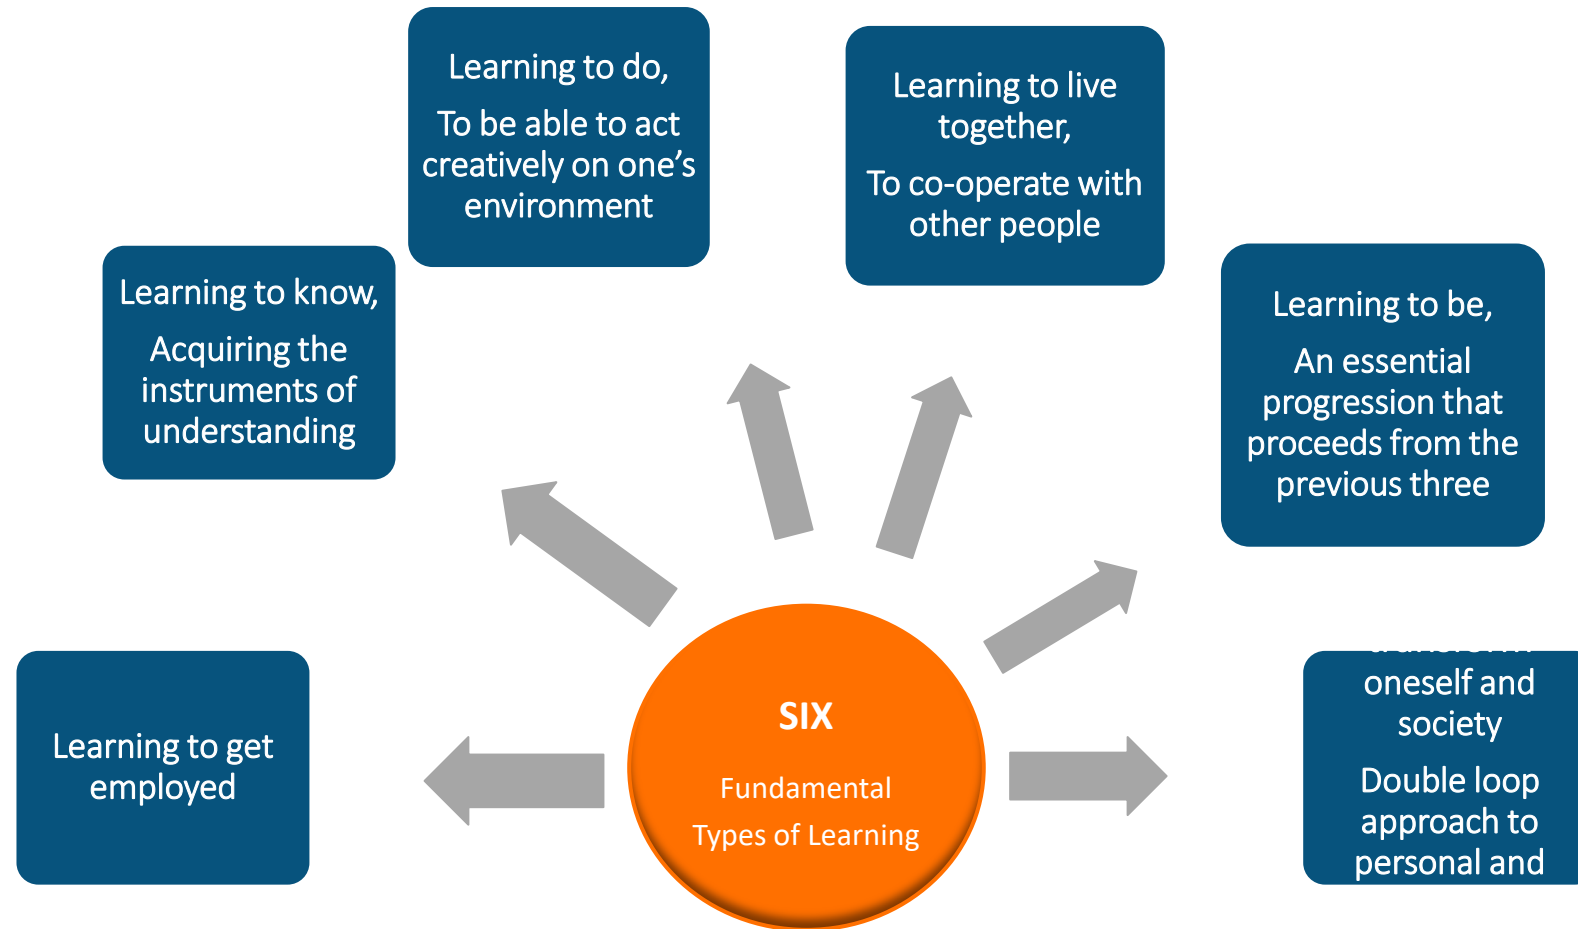 Learning to do,
To be able to act
creatively on one’s
environment
Learning to live
together,
To co-operate with
other people
Learning to know,
Acquiring the
instruments of
understanding
Learning to be,
An essential
progression that
proceeds from the
previous three
Learning to get
employed
oneself and
society
Double loop
approach to
personal and
SIX
Fundamental
Types of Learning